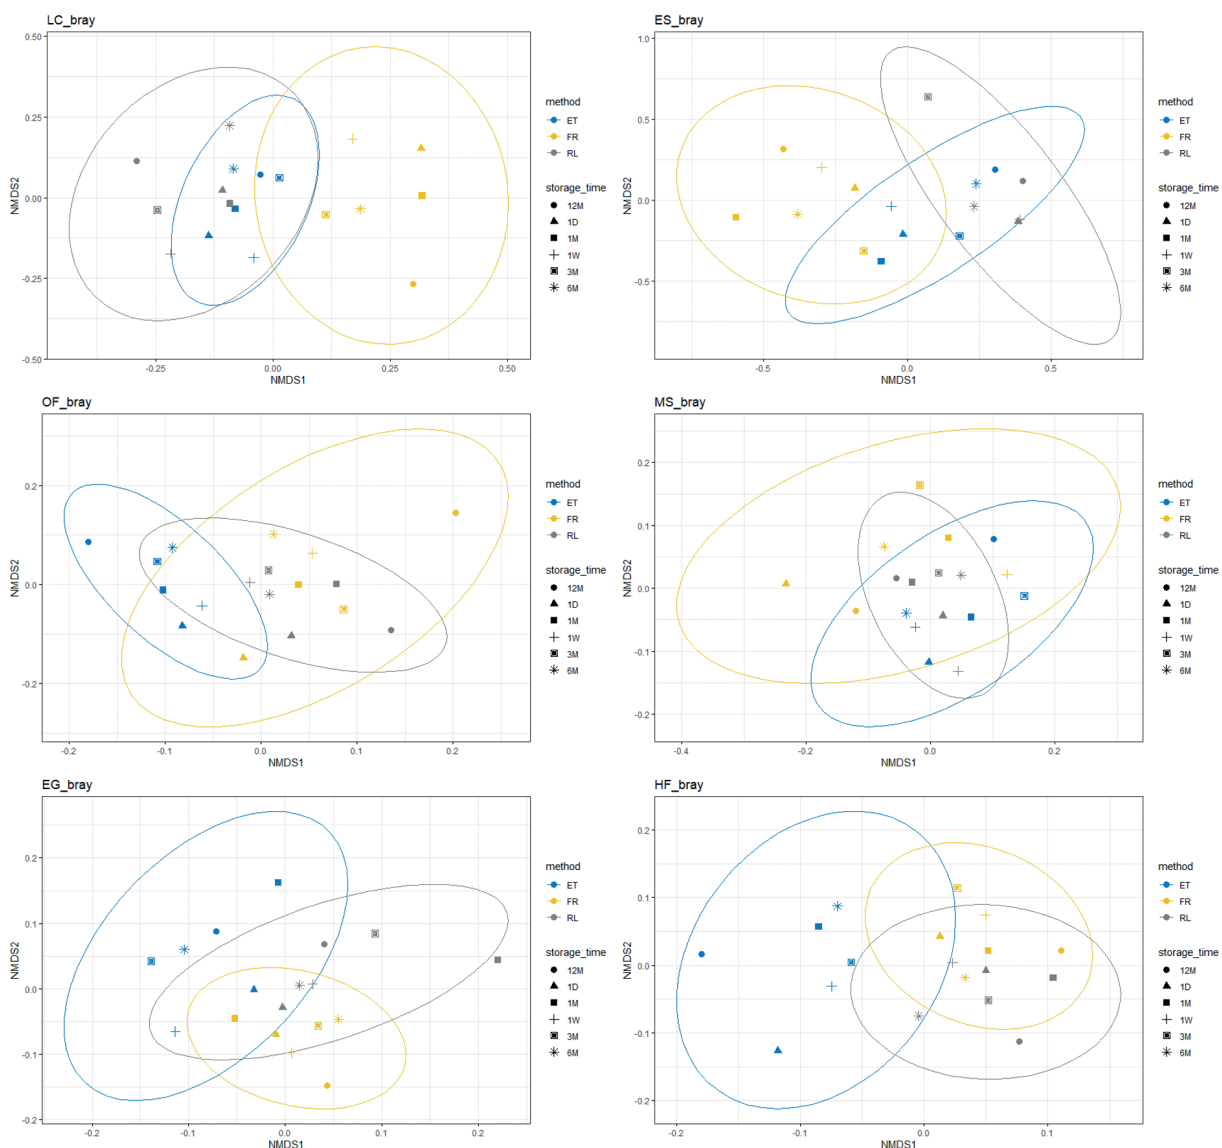 LC_bray
0.50
0.25
0.00
-0.25
-0.50
NMDS2
-0.25
0.00
0.25
0.50
NMDS1
method
ET
FR
RL
storage_time
12M
1D
1M
1W
3M
6M
ES_bray
1.0
0.5
0.0
-0.5
NMDS2
-0.5
0.0
0.5
NMDS1
method
ET
FR
RL
storage_time
12M
1D
1M
1W
3M
6M
OF_bray
0.2
0.0
-0.2
NMDS2
-0.2
-0.1
0.0
0.1
0.2
NMDS1
method
ET
FR
RL
storage_time
12M
1D
1M
1W
3M
6M
MS_bray
0.2
0.1
0.0
-0.1
-0.2
NMDS2
-0.4
-0.2
0.0
0.2
NMDS1
method
ET
FR
RL
storage_time
12M
1D
1M
1W
3M
6M
EG_bray
0.2
0.1
0.0
-0.1
-0.2
NMDS2
-0.2
-0.1
0.0
0.1
0.2
NMDS1
method
ET
FR
RL
storage_time
12M
1D
1M
1W
3M
6M
HF_bray
0.2
0.1
0.0
-0.1
-0.2
NMDS2
-0.2
-0.1
0.0
0.1
NMDS1
method
ET
FR
RL
storage_time
12M
1D
1M
1W
3M
6M